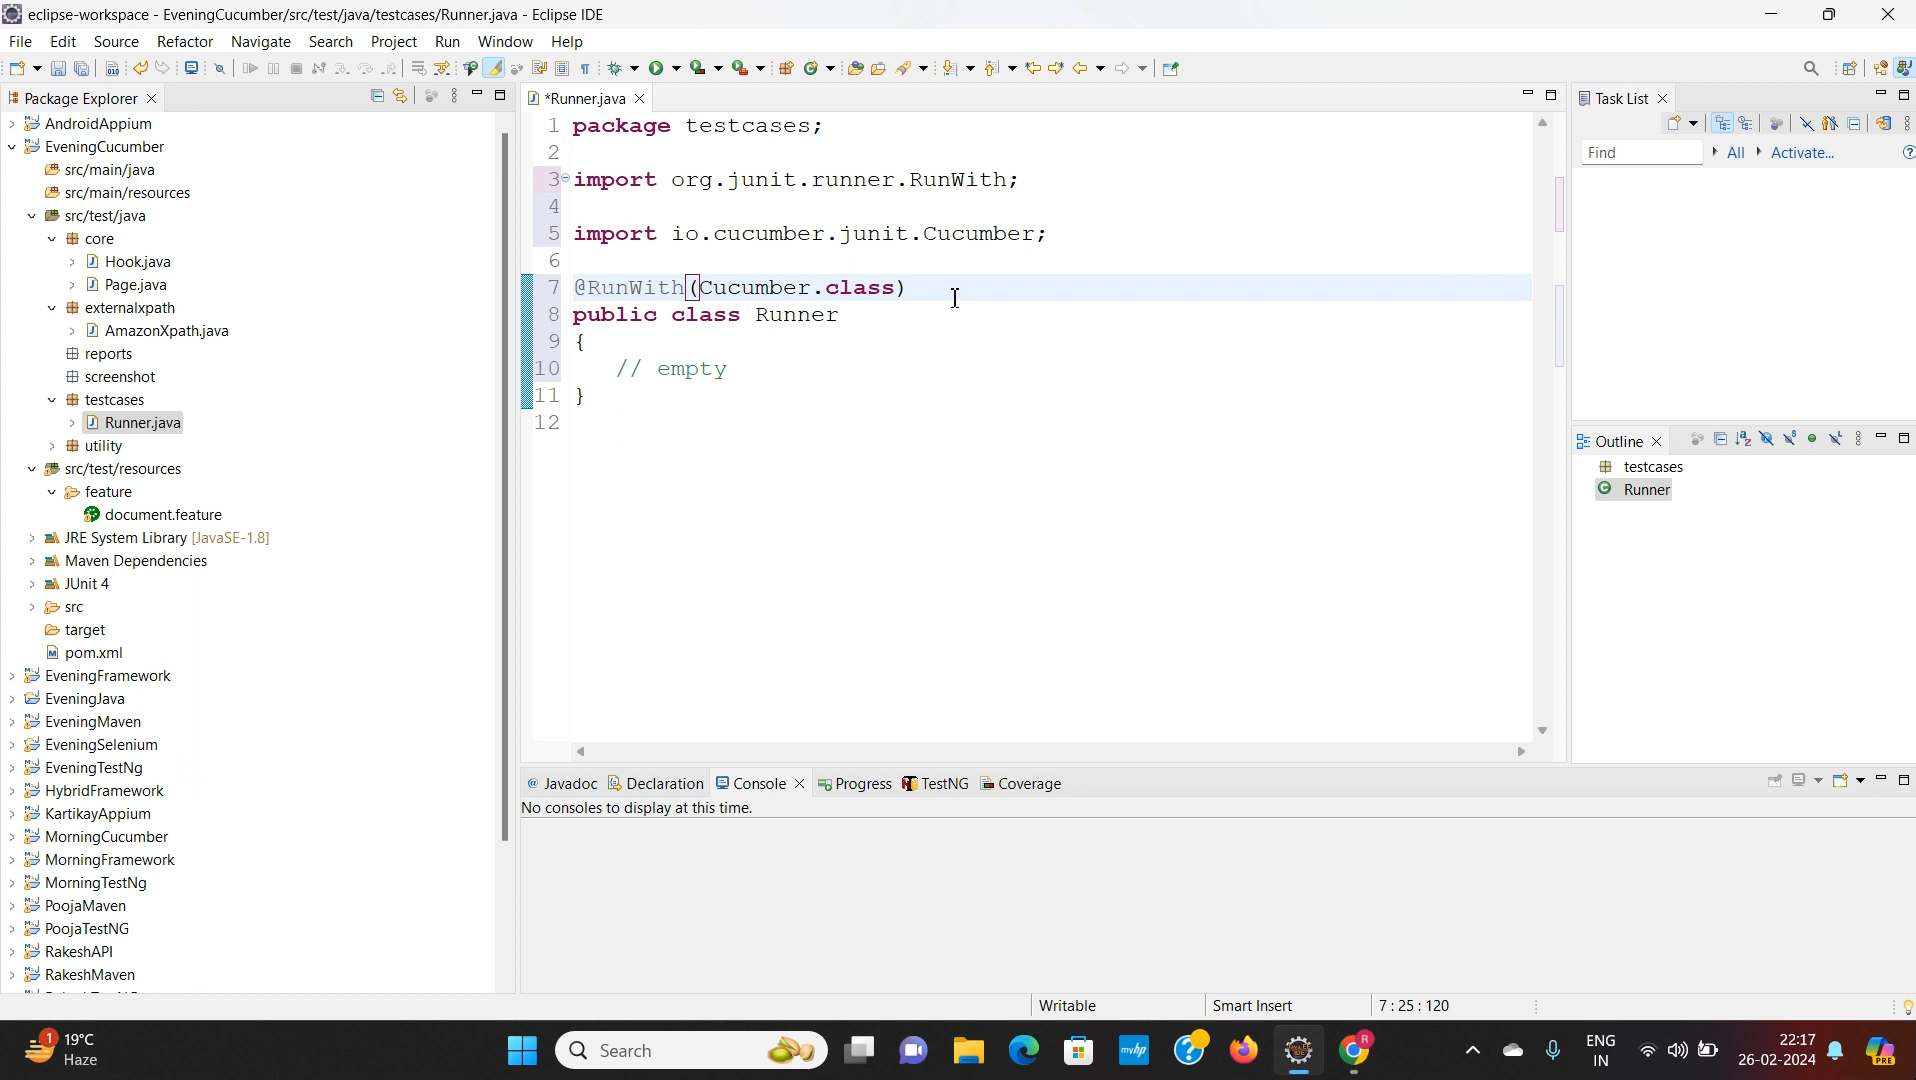 eclipse-workspace - EveningCucumber/src/test/java/testcases/Runner.java - Eclipse IDE
File Edit Source Refactor Navigate Search Project Run Window Help
Package Explorer
AndroidAppium
EveningCucumber
src/main/java
src/main/resources
src/test/java
core
Hook.java
Page.java
externalxpath
AmazonXpath.java
reports
screenshot
testcases
Runner.java
utility
src/test/resources
feature
document.feature
JRE System Library [JavaSE-1.8]
Maven Dependencies
JUnit 4
src
target
pom.xml
EveningFramework
EveningJava
EveningMaven
EveningSelenium
EveningTestNg
HybridFramework
KartikayAppium
MorningCucumber
MorningFramework
MorningTestNg
PoojaMaven
PoojaTestNG
RakeshAPI
RakeshMaven
*Runner.java
1 package testcases;
2
3 import org.junit.runner.RunWith;
4
5 import io.cucumber.junit.Cucumber;
6
7 @RunWith(Cucumber.class)
8 public class Runner
9 {
10 // empty
11 }
12
Task List
Find All Activate...
Outline
testcases
Runner
@ Javadoc Declaration Console Progress TestNG Coverage
No consoles to display at this time.
Writable Smart Insert 7 : 25 : 120
1 19°C
Haze
Search
myhp
R
ENG
IN
22:17
26-02-2024
PRE